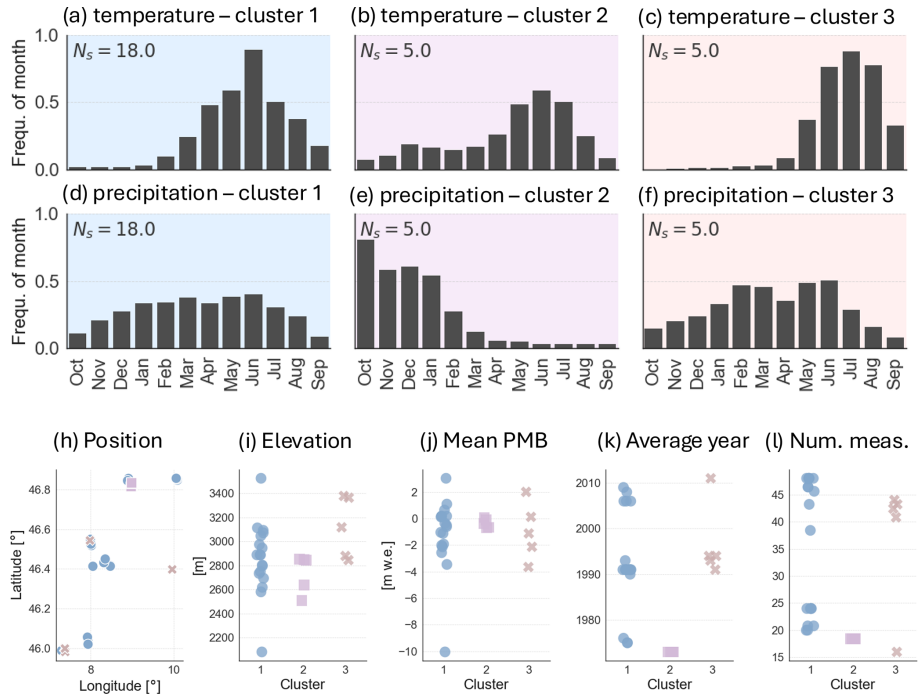 (a) temperature – cluster 1
(b) temperature – cluster 2
(c) temperature – cluster 3
Frequ. of month
1.0
0.5
0.0
Ns = 18.0
Ns = 5.0
Ns = 5.0
(d) precipitation – cluster 1
(e) precipitation – cluster 2
(f) precipitation – cluster 3
Frequ. of month
1.0
0.5
0.0
Ns = 18.0
Ns = 5.0
Ns = 5.0
Oct Nov Dec Jan Feb Mar Apr May Jun Jul Aug Sep
Oct Nov Dec Jan Feb Mar Apr May Jun Jul Aug Sep
Oct Nov Dec Jan Feb Mar Apr May Jun Jul Aug Sep
(h) Position
Latitude [°]
46.8
46.6
46.4
46.2
46.0
8 10
Longitude [°]
(i) Elevation
[m]
3400
3200
3000
2800
2600
2400
2200
1 2 3
Cluster
(j) Mean PMB
[m w.e.]
2
0
−2
−4
−6
−8
−10
1 2 3
Cluster
(k) Average year
2010
2000
1990
1980
1 2 3
Cluster
(l) Num. meas.
45
40
35
30
25
20
15
1 2 3
Cluster